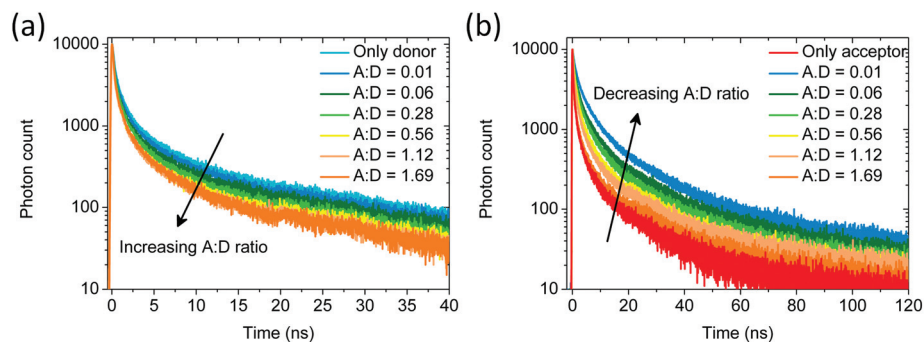 (a)
10000
1000
100
10
Photon count
Only donor
A:D = 0.01
A:D = 0.06
A:D = 0.28
A:D = 0.56
A:D = 1.12
A:D = 1.69
Increasing A:D ratio
0 5 10 15 20 25 30 35 40
Time (ns)
(b)
10000
1000
100
10
Photon count
Only acceptor
A:D = 0.01
A:D = 0.06
A:D = 0.28
A:D = 0.56
A:D = 1.12
A:D = 1.69
Decreasing A:D ratio
0 20 40 60 80 100 120
Time (ns)